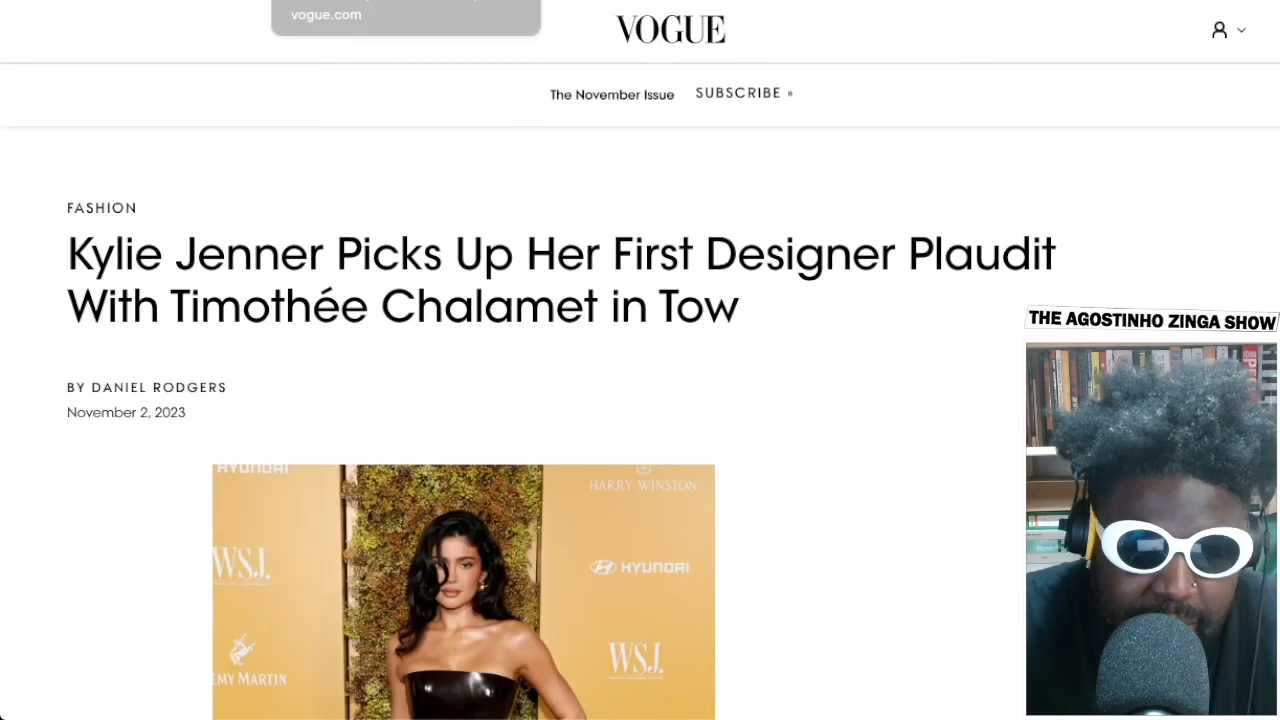 vogue.com
VOGUE
The November Issue
SUBSCRIBE »
FASHION
Kylie Jenner Picks Up Her First Designer Plaudit
With Timothée Chalamet in Tow
BY DANIEL RODGERS
November 2, 2023
THE AGOSTINHO ZINGA SHOW
HYUNDAI
HARRY WINSTON
WSJ.
HYUNDAI
WSJ.
EMY MARTIN